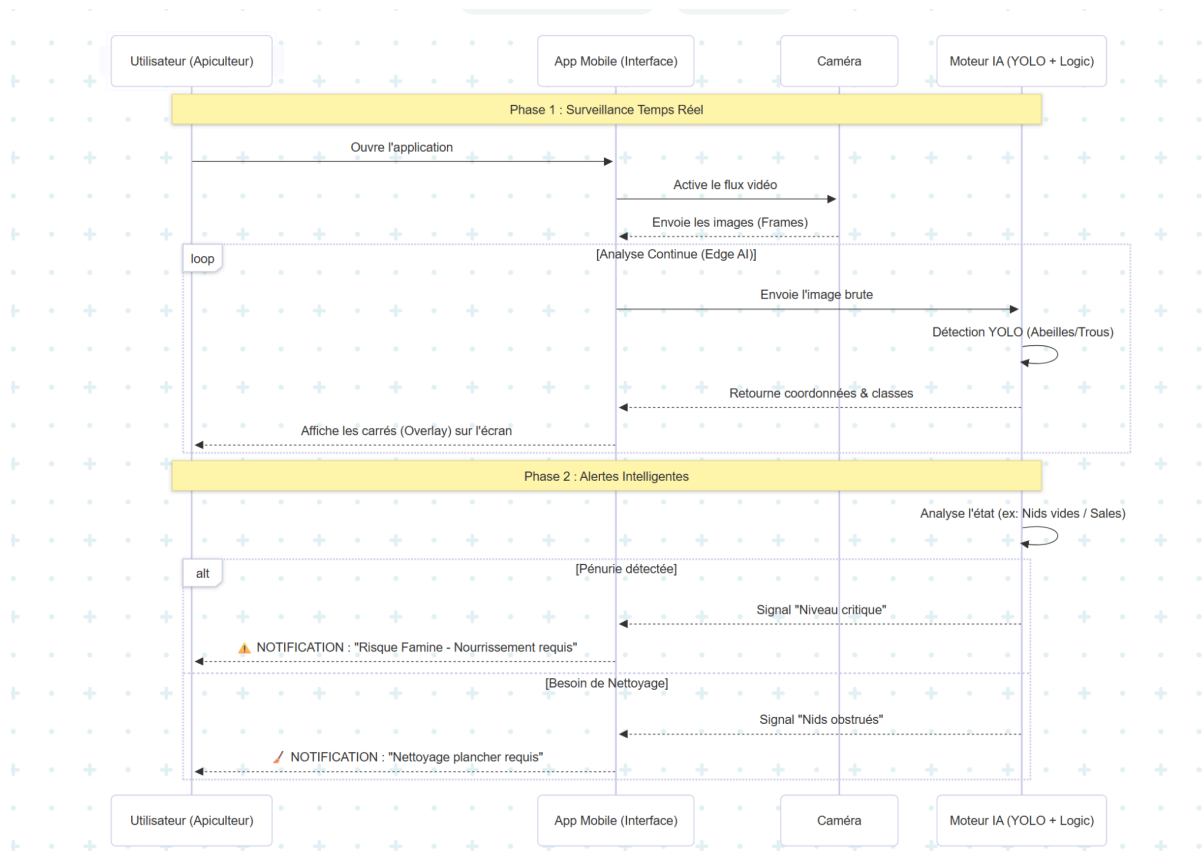 Utilisateur (Apiculteur)
App Mobile (Interface)
Caméra
Moteur IA (YOLO + Logic)
Phase 1 : Surveillance Temps Réel
Ouvre l'application
Active le flux vidéo
Envoie les images (Frames)
loop
[Analyse Continue (Edge AI)]
Envoie l'image brute
Détection YOLO (Abeilles/Trous)
Retourne coordonnées & classes
Affiche les carrés (Overlay) sur l'écran
Phase 2 : Alertes Intelligentes
Analyse l'état (ex: Nids vides / Sales)
alt
[Pénurie détectée]
Signal "Niveau critique"
⚠️ NOTIFICATION : "Risque Famine - Nourrissement requis"
[Besoin de Nettoyage]
Signal "Nids obstrués"
🧹 NOTIFICATION : "Nettoyage plancher requis"
Utilisateur (Apiculteur)
App Mobile (Interface)
Caméra
Moteur IA (YOLO + Logic)